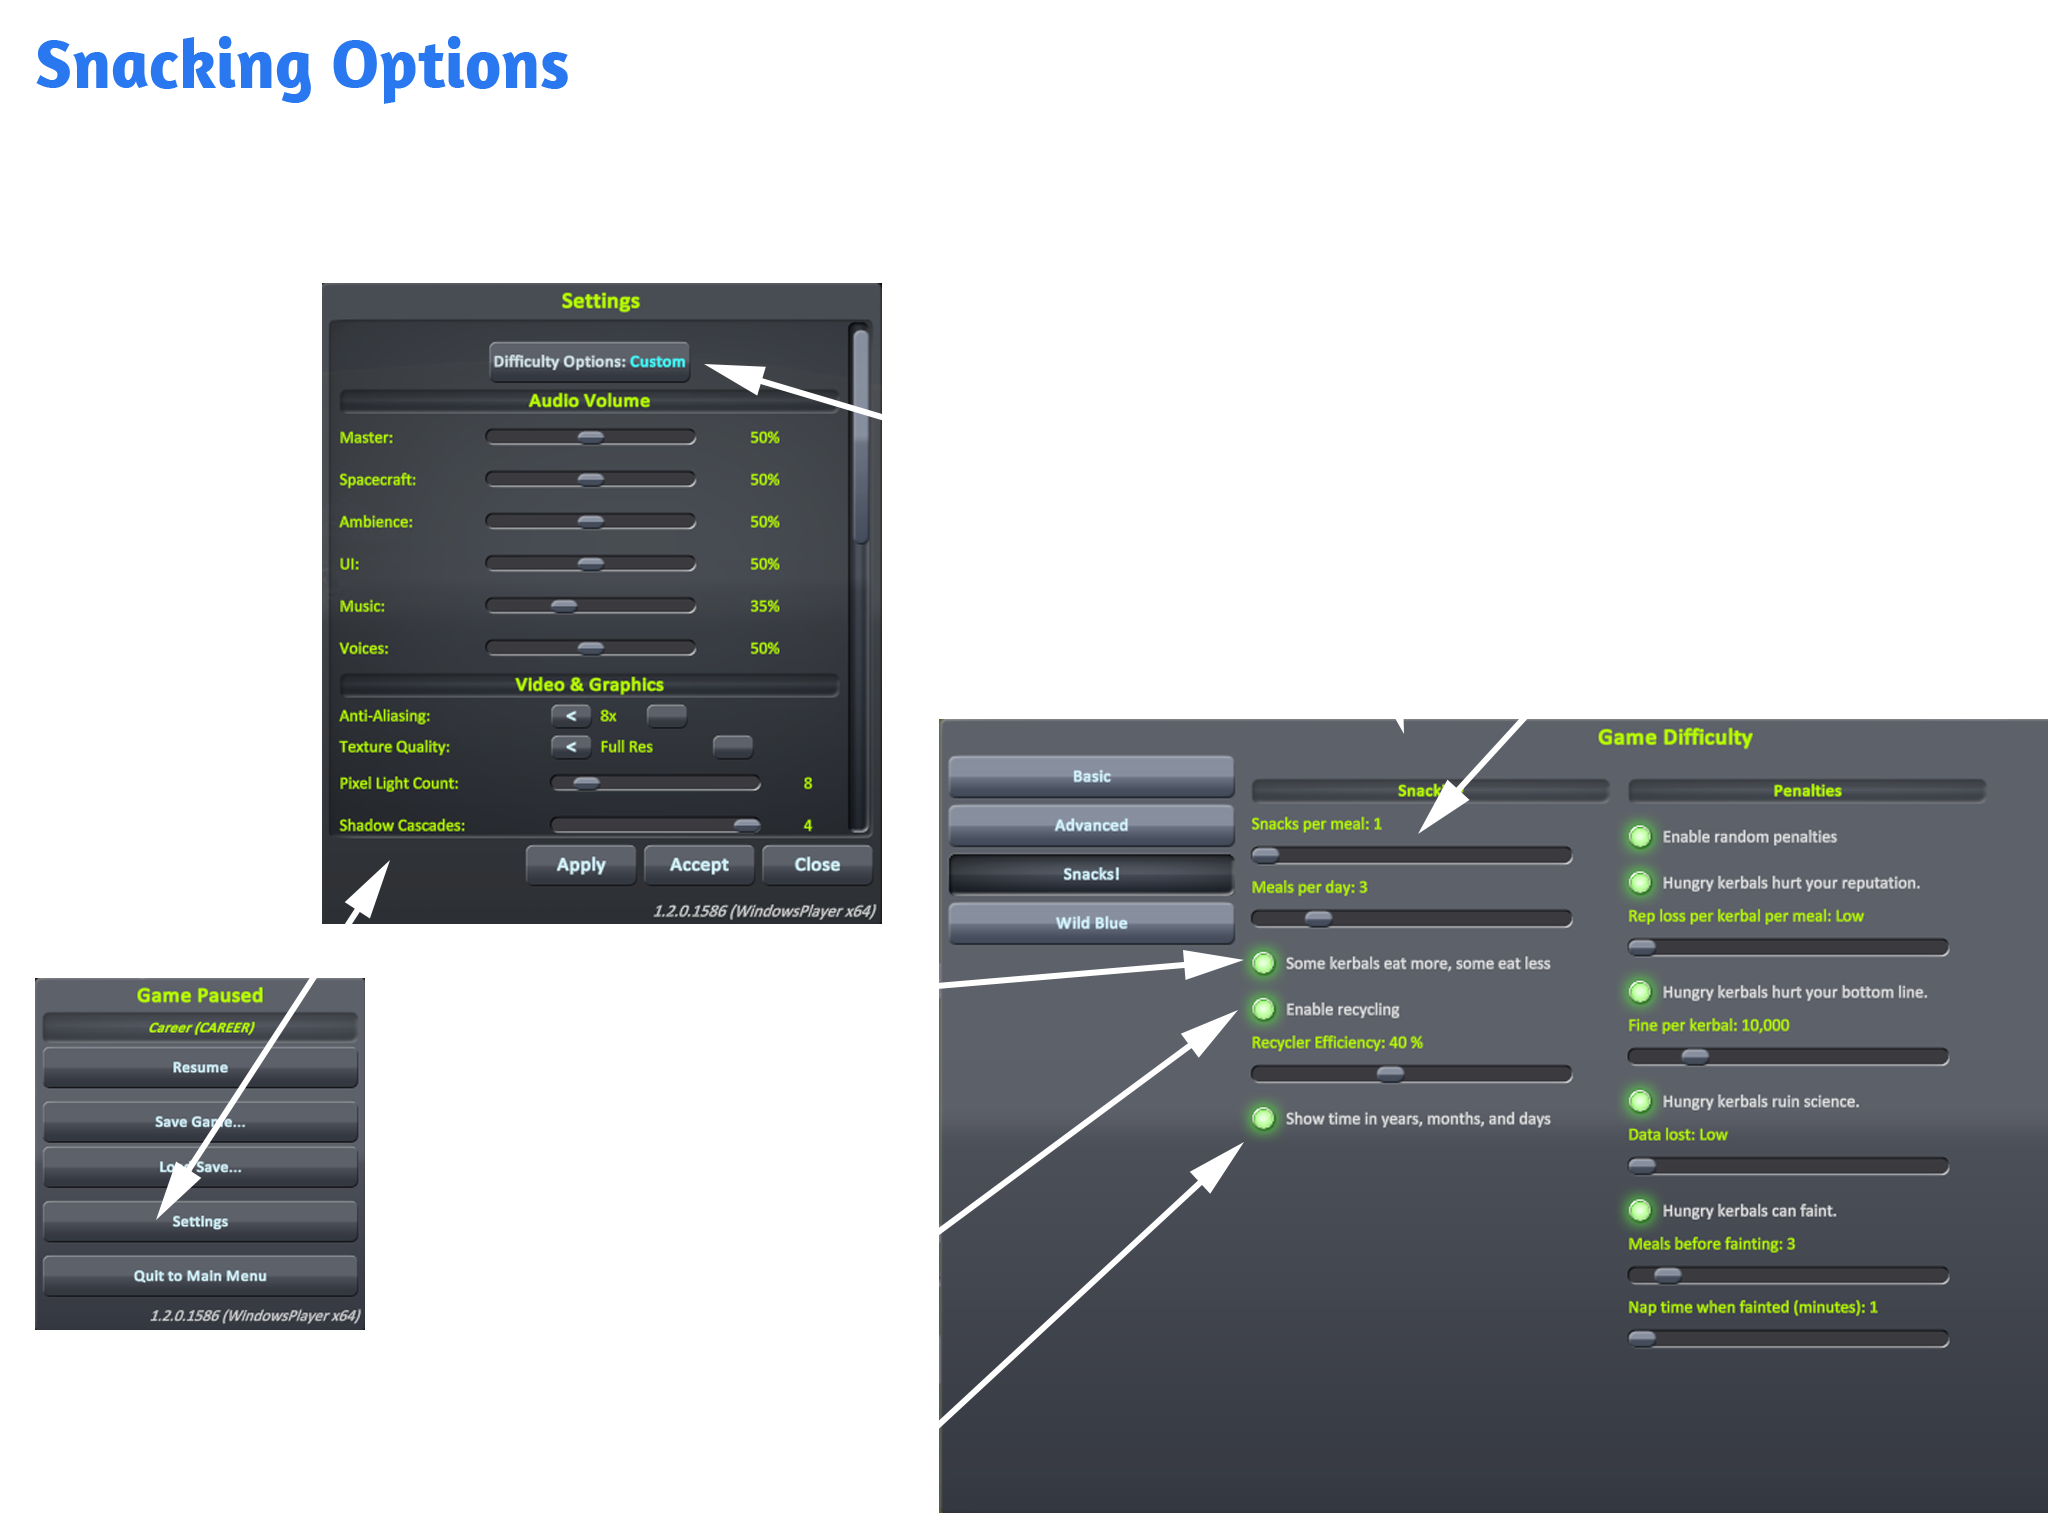 Snacking Options
Settings
Difficulty Options: Custom
Audio Volume
Master: 50%
Spacecraft: 50%
Ambience: 50%
UI: 50%
Music: 35%
Voices: 50%
Video & Graphics
Anti-Aliasing: < 8x
Texture Quality: < Full Res
Pixel Light Count: 8
Shadow Cascades: 4
Apply Accept Close
1.2.0.1586 (WindowsPlayer x64)
Game Paused
Career (CAREER)
Resume
Save Game...
Load Save...
Settings
Quit to Main Menu
1.2.0.1586 (WindowsPlayer x64)
Game Difficulty
Basic
Advanced
Snacks!
Wild Blue
Snacks per meal: 1
Meals per day: 3
Some kerbals eat more, some eat less
Enable recycling
Recycler Efficiency: 40 %
Show time in years, months, and days
Penalties
Enable random penalties
Hungry kerbals hurt your reputation.
Rep loss per kerbal per meal: Low
Hungry kerbals hurt your bottom line.
Fine per kerbal: 10,000
Hungry kerbals ruin science.
Data lost: Low
Hungry kerbals can faint.
Meals before fainting: 3
Nap time when fainted (minutes): 1